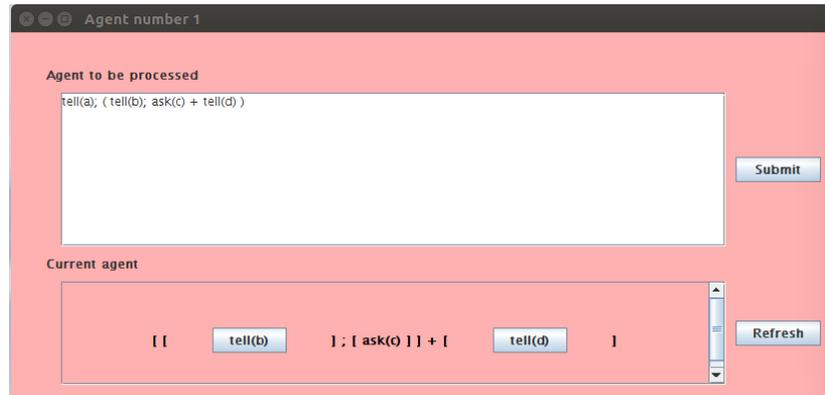 Agent number 1
Agent to be processed
tell(a); ( tell(b); ask(c) + tell(d) )
Submit
Current agent
[ [ tell(b) ] ; [ ask(c) ] ] + [ tell(d) ]
Refresh